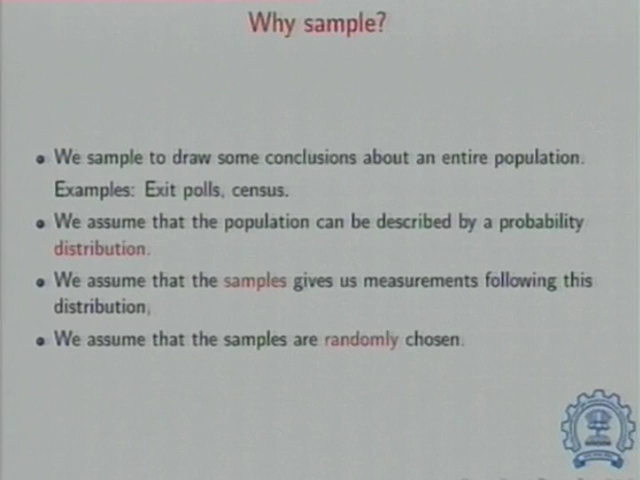 Why sample?
We sample to draw some conclusions about an entire population.
Examples: Exit polls, census.
We assume that the population can be described by a probability
distribution.
We assume that the samples gives us measurements following this
distribution.
We assume that the samples are randomly chosen.